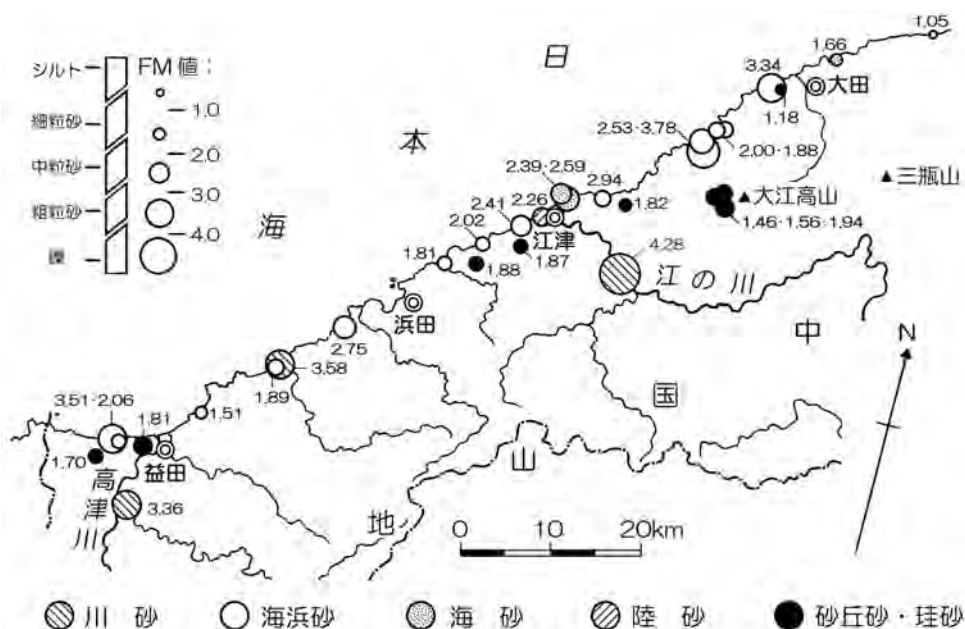 シルト
細粒砂
中粒砂
粗粒砂
礫
FM値:
1.0
2.0
3.0
4.0
日
本
海
1.05
1.66
3.34
大田
1.18
2.53・3.78
2.00・1.88
三瓶山
大江高山
1.46・1.56・1.94
2.39・2.59
2.94
1.82
2.26
江津
2.41
2.02
1.87
1.81
1.88
4.28
江の川
浜田
2.75
3.58
1.89
1.51
3.51・2.06
1.81
1.70
益田
高津川
3.36
中
国
山
地
N
0 10 20km
川砂
海浜砂
海砂
陸砂
砂丘砂・珪砂